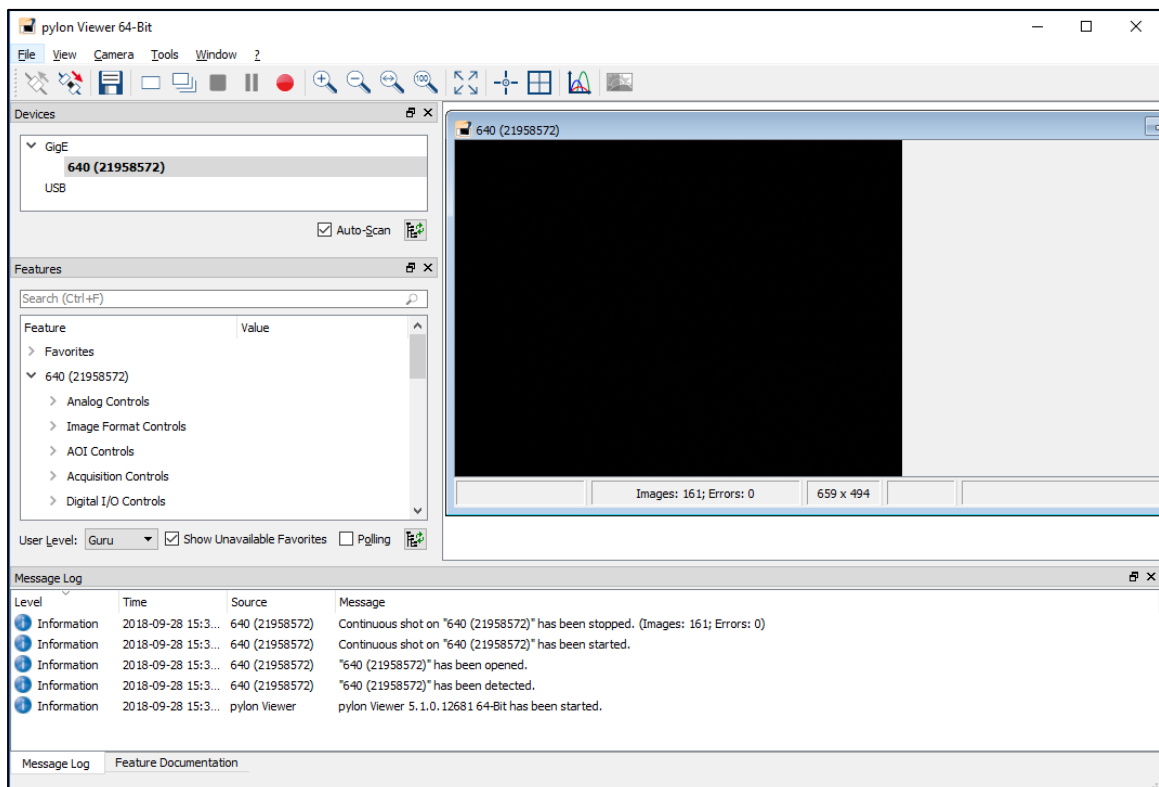 pylon Viewer 64-Bit
File View Camera Tools Window ?
100
Devices
GigE
640 (21958572)
USB
Auto-Scan
Features
Search (Ctrl+F)
Feature Value
Favorites
640 (21958572)
Analog Controls
Image Format Controls
AOI Controls
Acquisition Controls
Digital I/O Controls
User Level: Guru Show Unavailable Favorites Polling
640 (21958572)
Images: 161; Errors: 0 659 x 494
Message Log
Level Time Source Message
Information 2018-09-28 15:3... 640 (21958572) Continuous shot on "640 (21958572)" has been stopped. (Images: 161; Errors: 0)
Information 2018-09-28 15:3... 640 (21958572) Continuous shot on "640 (21958572)" has been started.
Information 2018-09-28 15:3... 640 (21958572) "640 (21958572)" has been opened.
Information 2018-09-28 15:3... 640 (21958572) "640 (21958572)" has been detected.
Information 2018-09-28 15:3... pylon Viewer pylon Viewer 5.1.0.12681 64-Bit has been started.
Message Log Feature Documentation